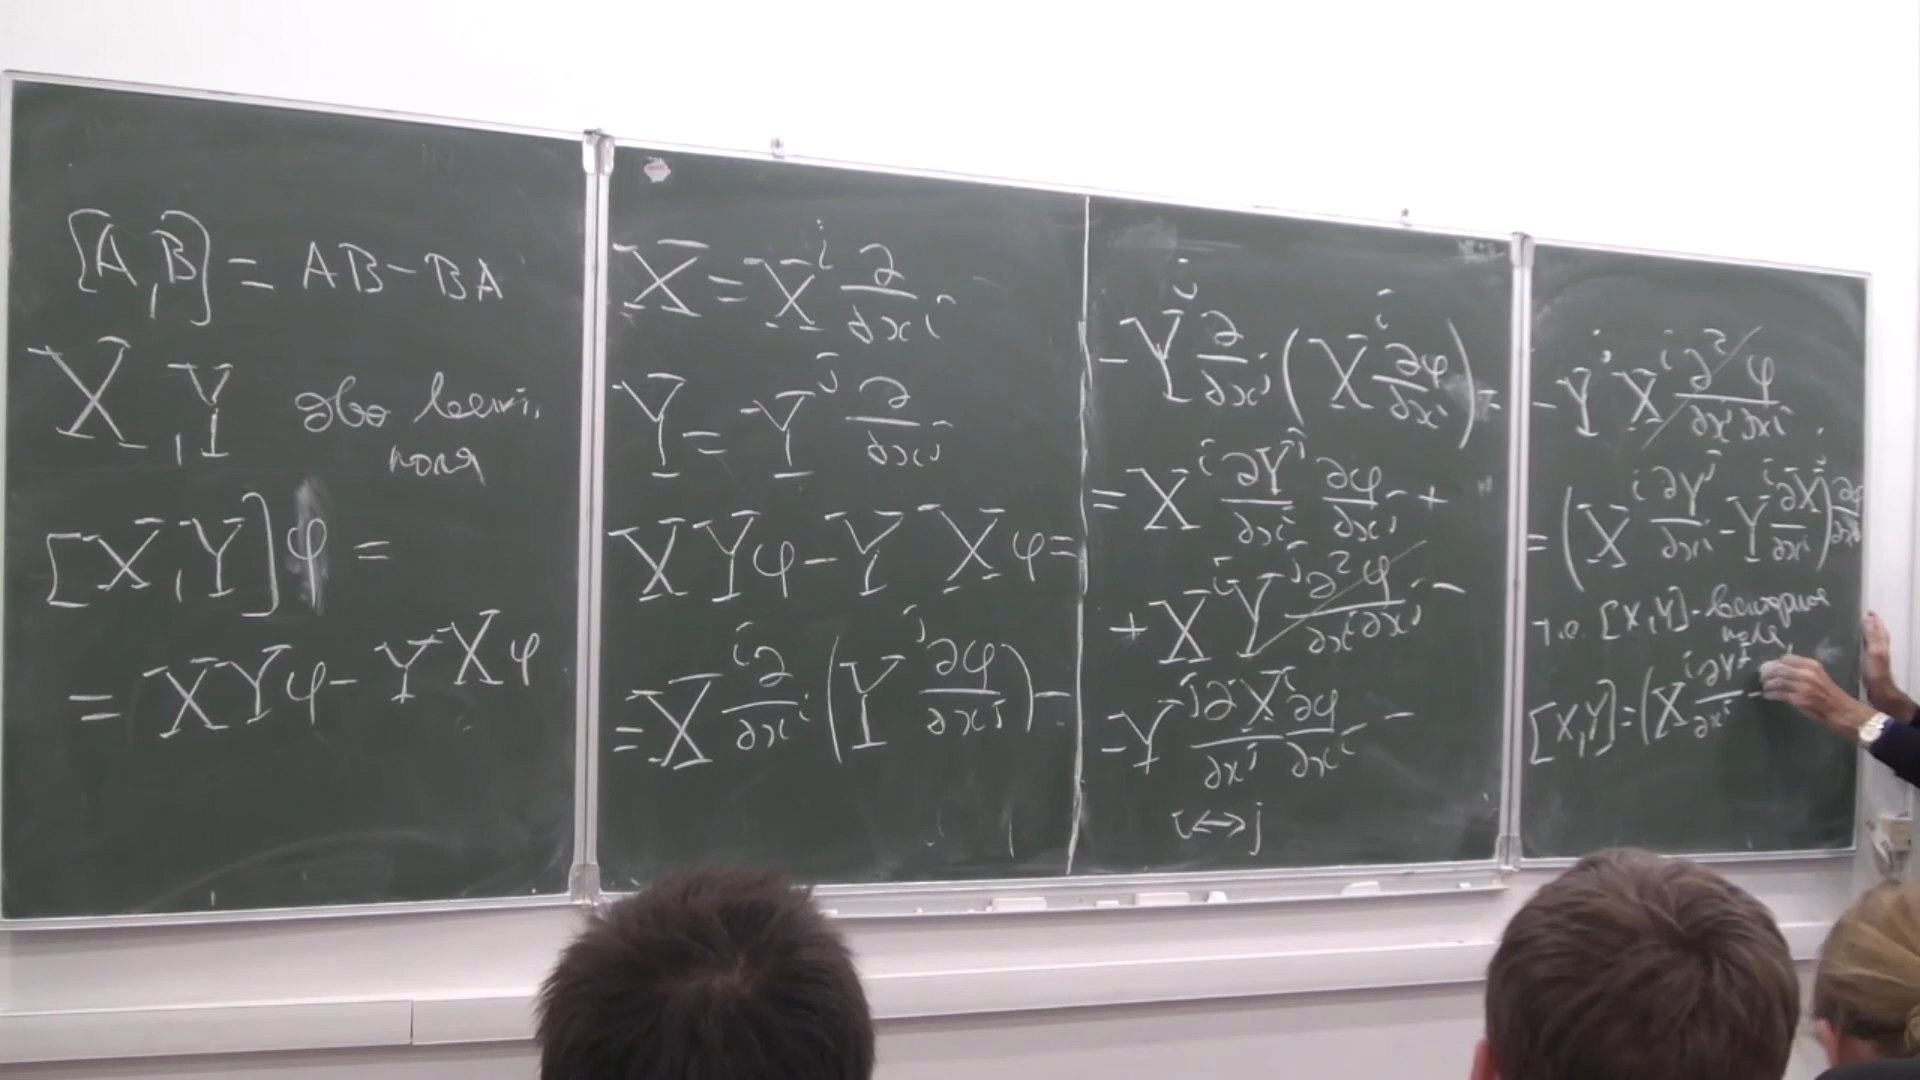 [A,B] = AB - BA
X, Y два вект.
поля
[X,Y]φ =
= XYφ - YXφ
X = X^i ∂/∂x^i
Y = Y^j ∂/∂x^j
XYφ - YXφ =
= X^i ∂/∂x^i (Y^j ∂φ/∂x^j) -
- Y^j ∂/∂x^j (X^i ∂φ/∂x^i) =
= X^i ∂Y^j/∂x^i ∂φ/∂x^j +
+ X^i Y^j ∂²φ/∂x^i∂x^j -
- Y^j ∂X^i/∂x^j ∂φ/∂x^i -
i ↔ j
- Y^j X^i ∂²φ/∂x^j∂x^i
= (X^i ∂Y^j/∂x^i - Y^i ∂X^j/∂x^i) ∂φ/∂x^j
т.е. [X,Y] - векторное
поле
[X,Y] = (X^i ∂Y^j/∂x^i -